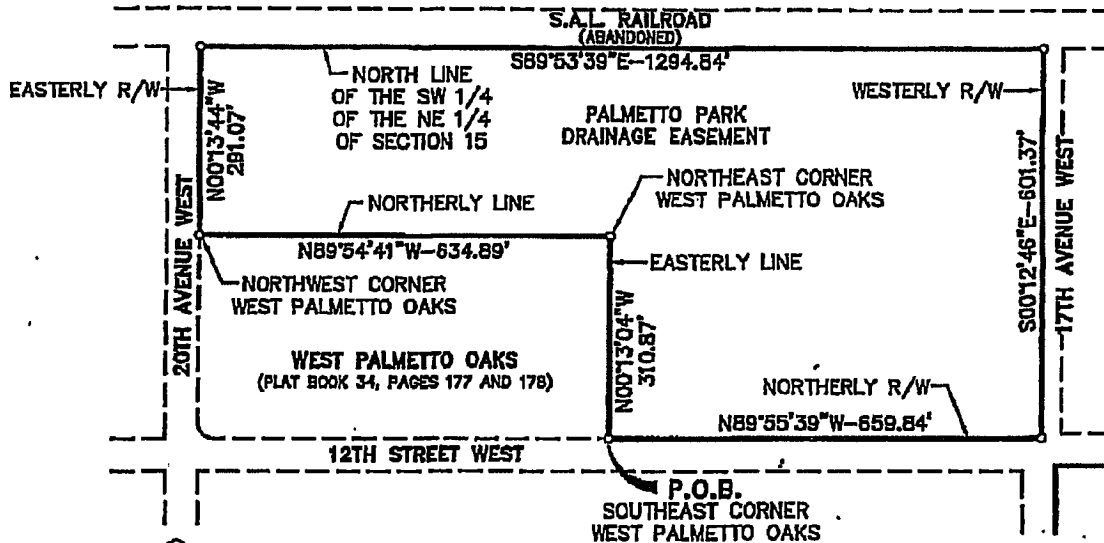 S.A.L. RAILROAD
(ABANDONED)
S89°53'39"E-1294.84'
EASTERLY R/W
NORTH LINE
OF THE SW 1/4
OF THE NE 1/4
OF SECTION 15
WESTERLY R/W
PALMETTO PARK
DRAINAGE EASEMENT
N00°13'44"W
291.07'
NORTHEAST CORNER
WEST PALMETTO OAKS
NORTHERLY LINE
N89°54'41"W-634.89'
EASTERLY LINE
NORTHWEST CORNER
WEST PALMETTO OAKS
20TH AVENUE WEST
S00°12'46"E-601.37'
17TH AVENUE WEST
N00°13'04"W
310.87'
WEST PALMETTO OAKS
(PLAT BOOK 34, PAGES 177 AND 178)
NORTHERLY R/W
N89°55'39"W-659.84'
12TH STREET WEST
P.O.B.
SOUTHEAST CORNER
WEST PALMETTO OAKS